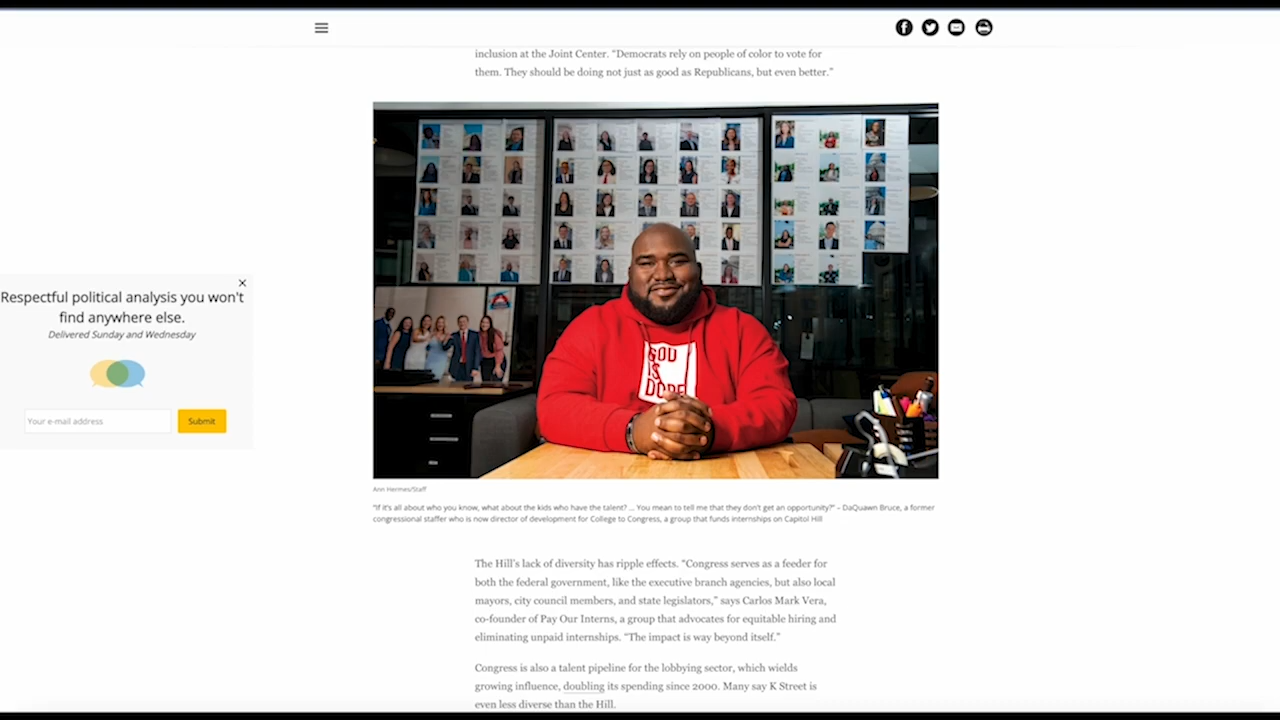 inclusion at the Joint Center. “Democrats rely on people of color to vote for
them. They should be doing not just as good as Republicans, but even better.”
Respectful political analysis you won't
find anywhere else.
Delivered Sunday and Wednesday
Your e-mail address
Submit
GOD
IS
DOPE
Ann Hermes/Staff
“If it's all about who you know, what about the kids who have the talent? ... You mean to tell me that they don't get an opportunity?” – DaQuawn Bruce, a former
congressional staffer who is now director of development for College to Congress, a group that funds internships on Capitol Hill
The Hill’s lack of diversity has ripple effects. “Congress serves as a feeder for
both the federal government, like the executive branch agencies, but also local
mayors, city council members, and state legislators,” says Carlos Mark Vera,
co-founder of Pay Our Interns, a group that advocates for equitable hiring and
eliminating unpaid internships. “The impact is way beyond itself.”
Congress is also a talent pipeline for the lobbying sector, which wields
growing influence, doubling its spending since 2000. Many say K Street is
even less diverse than the Hill.